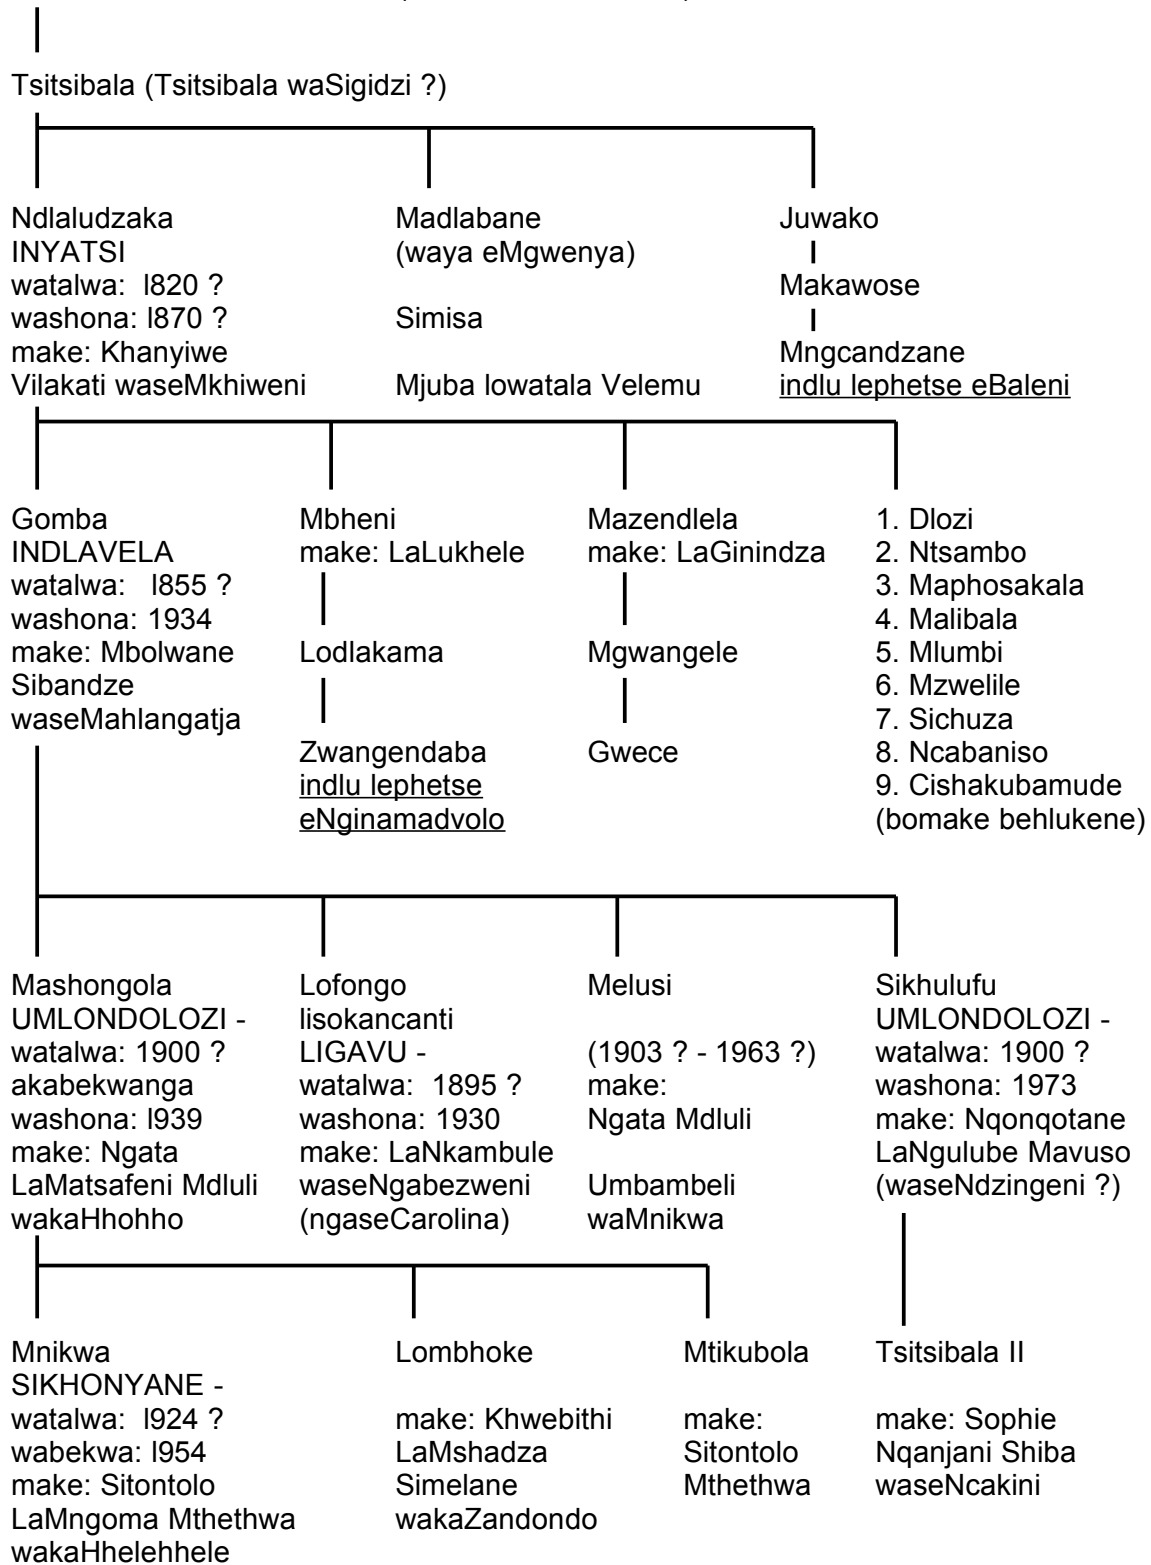 Tsitsibala (Tsitsibala waSigidzi ?)
Ndlaludzaka
INYATSI
watalwa: l820 ?
washona: l870 ?
make: Khanyiwe
Vilakati waseMkhiweni
Madlabane
(waya eMgwenya)
Simisa
Mjuba lowatala Velemu
Juwako
Makawose
Mngcandzane
indlu lephetse eBaleni
Gomba
INDLAVELA
watalwa: l855 ?
washona: 1934
make: Mbolwane
Sibandze
waseMahlangatja
Mbheni
make: LaLukhele
Lodlakama
Zwangendaba
indlu lephetse
eNginamadvolo
Mazendlela
make: LaGinindza
Mgwangele
Gwece
1. Dlozi
2. Ntsambo
3. Maphosakala
4. Malibala
5. Mlumbi
6. Mzwelile
7. Sichuza
8. Ncabaniso
9. Cishakubamude
(bomake behlukene)
Mashongola
UMLONDOLOZI -
watalwa: 1900 ?
akabekwanga
washona: l939
make: Ngata
LaMatsafeni Mdluli
wakaHhohho
Lofongo
lisokancanti
LIGAVU -
watalwa: 1895 ?
washona: 1930
make: LaNkambule
waseNgabezweni
(ngaseCarolina)
Melusi
(1903 ? - 1963 ?)
make:
Ngata Mdluli
Umbambeli
waMnikwa
Sikhulufu
UMLONDOLOZI -
watalwa: 1900 ?
washona: 1973
make: Nqonqotane
LaNgulube Mavuso
(waseNdzingeni ?)
Mnikwa
SIKHONYANE -
watalwa: l924 ?
wabekwa: l954
make: Sitontolo
LaMngoma Mthethwa
wakaHhelehhele
Lombhoke
make: Khwebithi
LaMshadza
Simelane
wakaZandondo
Mtikubola
make:
Sitontolo
Mthethwa
Tsitsibala II
make: Sophie
Nqanjani Shiba
waseNcakini